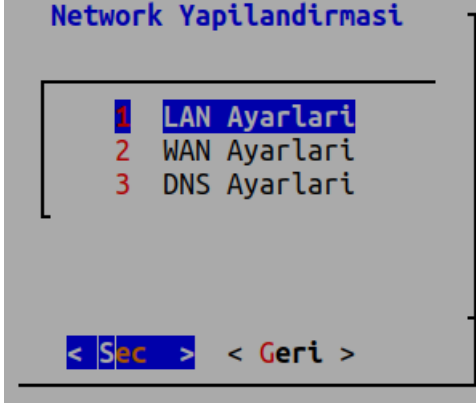 Network Yapilandirmasi
1 LAN Ayarlari
2 WAN Ayarlari
3 DNS Ayarlari
< Sec > < Geri >